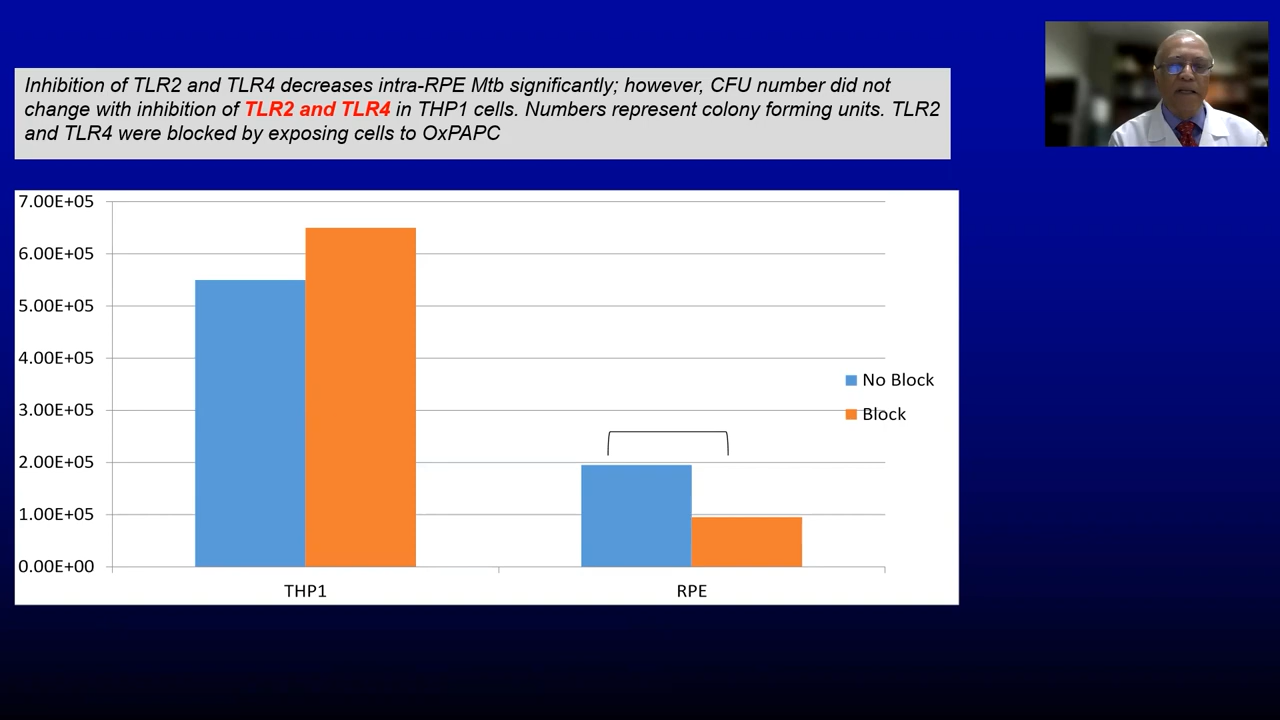 Inhibition of TLR2 and TLR4 decreases intra-RPE Mtb significantly; however, CFU number did not
change with inhibition of TLR2 and TLR4 in THP1 cells. Numbers represent colony forming units. TLR2
and TLR4 were blocked by exposing cells to OxPAPC
7.00E+05
6.00E+05
5.00E+05
4.00E+05
3.00E+05
2.00E+05
1.00E+05
0.00E+00
THP1
RPE
No Block
Block